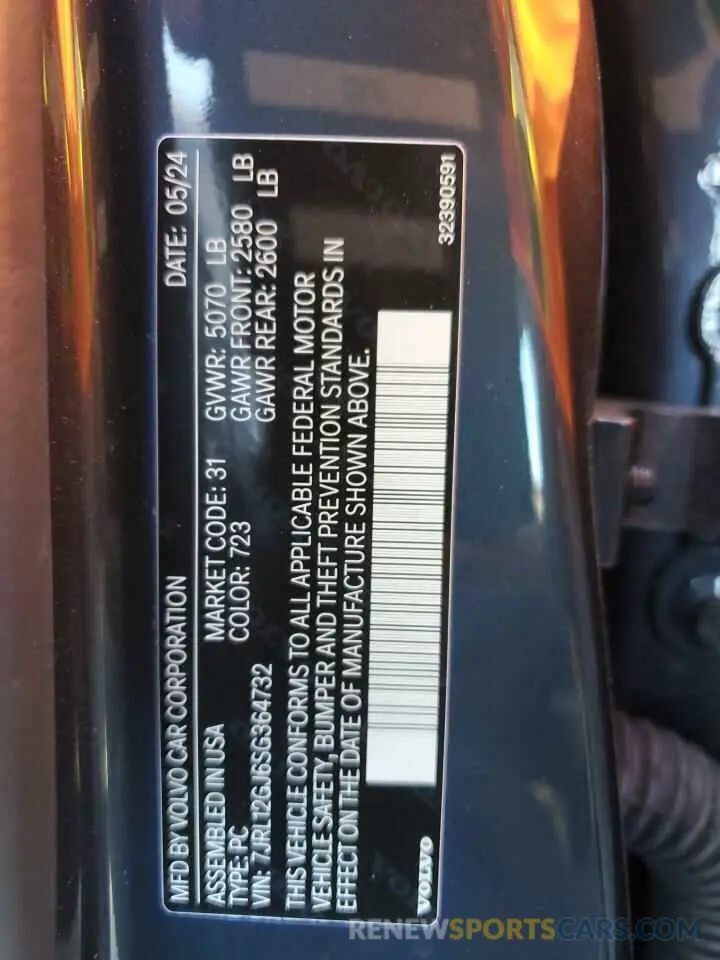 MFD BY VOLVO CAR CORPORATION DATE: 05/24
ASSEMBLED IN USA MARKET CODE: 31 GVWR: 5070 LB
TYPE: PC COLOR: 723 GAWR FRONT: 2580 LB
VIN: 7JRL12GJ6SG364732 GAWR REAR: 2600 LB
THIS VEHICLE CONFORMS TO ALL APPLICABLE FEDERAL MOTOR
VEHICLE SAFETY, BUMPER AND THEFT PREVENTION STANDARDS IN
EFFECT ON THE DATE OF MANUFACTURE SHOWN ABOVE.
VOLVO 32390591
RENEWSPORTSCARS.COM